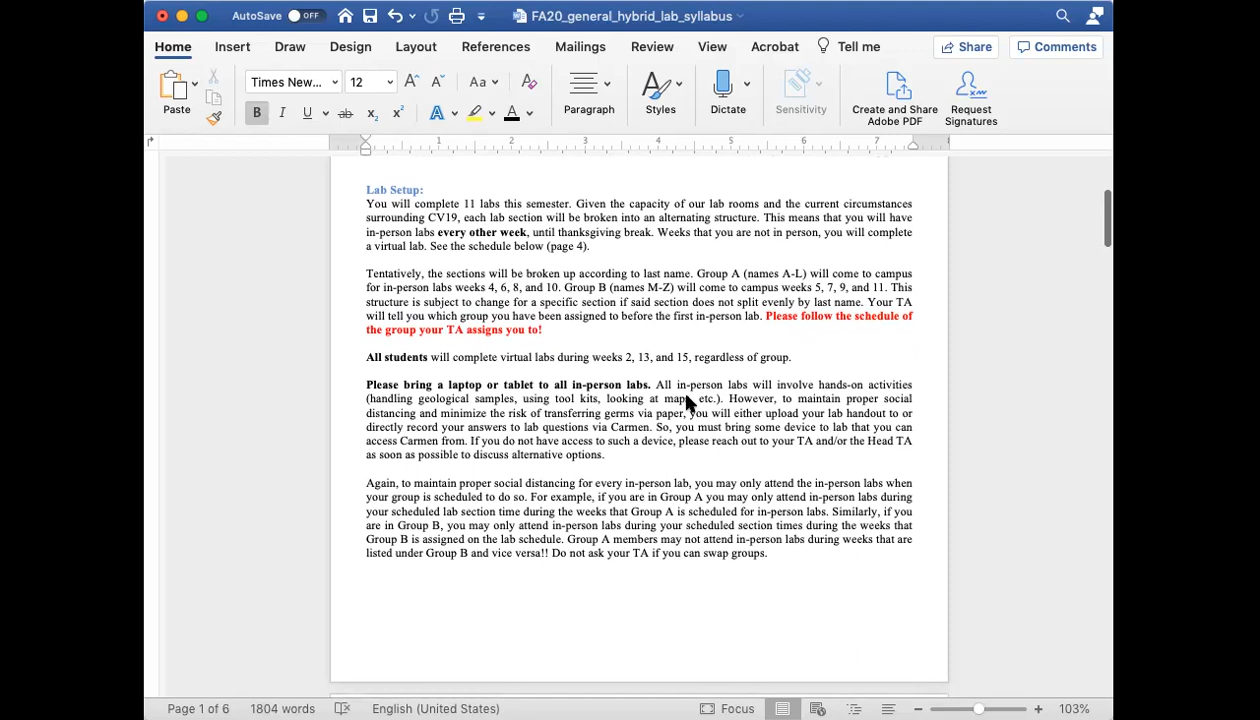 AutoSave OFF FA20_general_hybrid_lab_syllabus
Home Insert Draw Design Layout References Mailings Review View Acrobat Tell me Share Comments
Times New... 12 Aa
Paste B I U ab x₂ x² A A Paragraph Styles Dictate Sensitivity Create and Share Adobe PDF Request Signatures
1 2 3 4 5 6 7
Lab Setup:
You will complete 11 labs this semester. Given the capacity of our lab rooms and the current circumstances
surrounding CV19, each lab section will be broken into an alternating structure. This means that you will have
in-person labs every other week, until thanksgiving break. Weeks that you are not in person, you will complete
a virtual lab. See the schedule below (page 4).
Tentatively, the sections will be broken up according to last name. Group A (names A-L) will come to campus
for in-person labs weeks 4, 6, 8, and 10. Group B (names M-Z) will come to campus weeks 5, 7, 9, and 11. This
structure is subject to change for a specific section if said section does not split evenly by last name. Your TA
will tell you which group you have been assigned to before the first in-person lab. Please follow the schedule of
the group your TA assigns you to!
All students will complete virtual labs during weeks 2, 13, and 15, regardless of group.
Please bring a laptop or tablet to all in-person labs. All in-person labs will involve hands-on activities
(handling geological samples, using tool kits, looking at maps, etc.). However, to maintain proper social
distancing and minimize the risk of transferring germs via paper, you will either upload your lab handout to or
directly record your answers to lab questions via Carmen. So, you must bring some device to lab that you can
access Carmen from. If you do not have access to such a device, please reach out to your TA and/or the Head TA
as soon as possible to discuss alternative options.
Again, to maintain proper social distancing for every in-person lab, you may only attend the in-person labs when
your group is scheduled to do so. For example, if you are in Group A you may only attend in-person labs during
your scheduled lab section time during the weeks that Group A is scheduled for in-person labs. Similarly, if you
are in Group B, you may only attend in-person labs during your scheduled section times during the weeks that
Group B is assigned on the lab schedule. Group A members may not attend in-person labs during weeks that are
listed under Group B and vice versa!! Do not ask your TA if you can swap groups.
Page 1 of 6 1804 words English (United States) Focus 103%